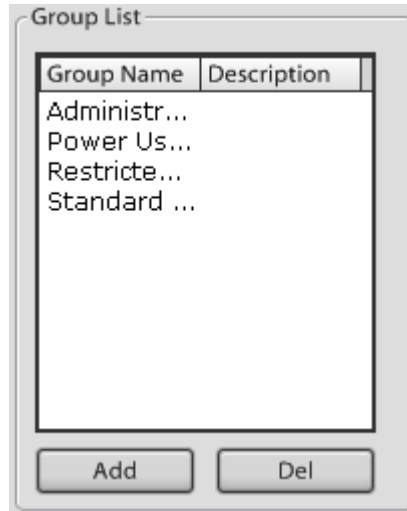 Group List
Group Name Description
Administr...
Power Us...
Restricte...
Standard ...
Add Del